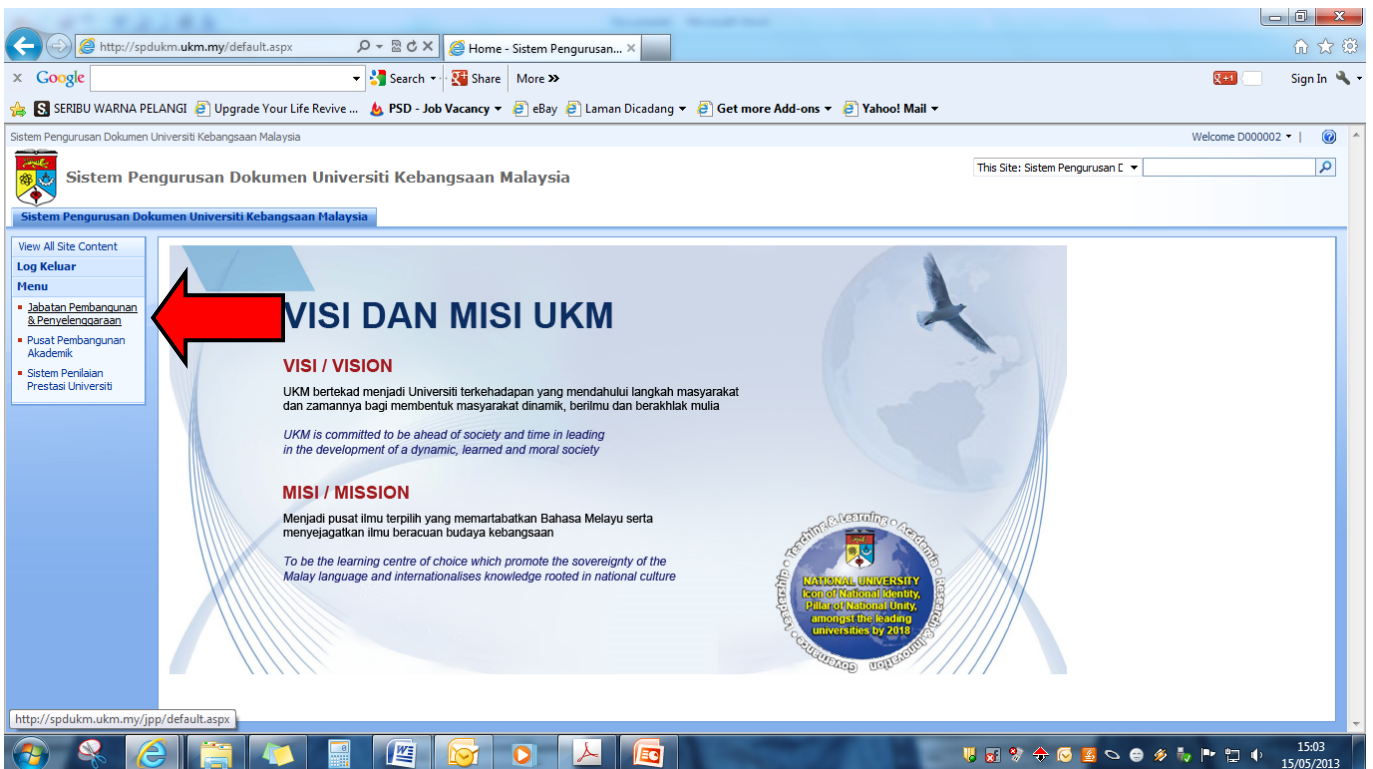 http://spdukm.ukm.my/default.aspx
Home - Sistem Pengurusan...
Google
Search
Share
More >>
+1
Sign In
SERIBU WARNA PELANGI
Upgrade Your Life Revive ...
PSD - Job Vacancy
eBay
Laman Dicadang
Get more Add-ons
Yahoo! Mail
Sistem Pengurusan Dokumen Universiti Kebangsaan Malaysia
Welcome D000002
Sistem Pengurusan Dokumen Universiti Kebangsaan Malaysia
This Site: Sistem Pengurusan D
Sistem Pengurusan Dokumen Universiti Kebangsaan Malaysia
View All Site Content
Log Keluar
Menu
Jabatan Pembangunan
& Penyelenggaraan
Pusat Pembangunan
Akademik
Sistem Penilaian
Prestasi Universiti
VISI DAN MISI UKM
VISI / VISION
UKM bertekad menjadi Universiti terkehadapan yang mendahului langkah masyarakat
dan zamannya bagi membentuk masyarakat dinamik, berilmu dan berakhlak mulia
UKM is committed to be ahead of society and time in leading
in the development of a dynamic, learned and moral society
MISI / MISSION
Menjadi pusat ilmu terpilih yang memartabatkan Bahasa Melayu serta
menyejagatkan ilmu beracuan budaya kebangsaan
To be the learning centre of choice which promote the sovereignty of the
Malay language and internationalises knowledge rooted in national culture
Teaching & Learning
NATIONAL UNIVERSITY
Icon of National Identity,
Pillar of National Unity,
amongst the leading
universities by 2018
http://spdukm.ukm.my/jpp/default.aspx
15:03
15/05/2013